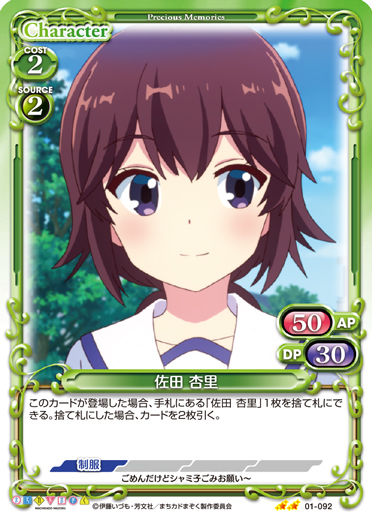 Precious Memories
Character
COST
2
SOURCE
2
50 AP
DP 30
佐田 杏里
このカードが登場した場合、手札にある「佐田 杏里」1枚を捨て札にで
きる。捨て札にした場合、カードを2枚引く。
制服
ごめんだけどシャミ子ごみお願い～
©伊藤いづも・芳文社／まちカドまぞく製作委員会
01-092